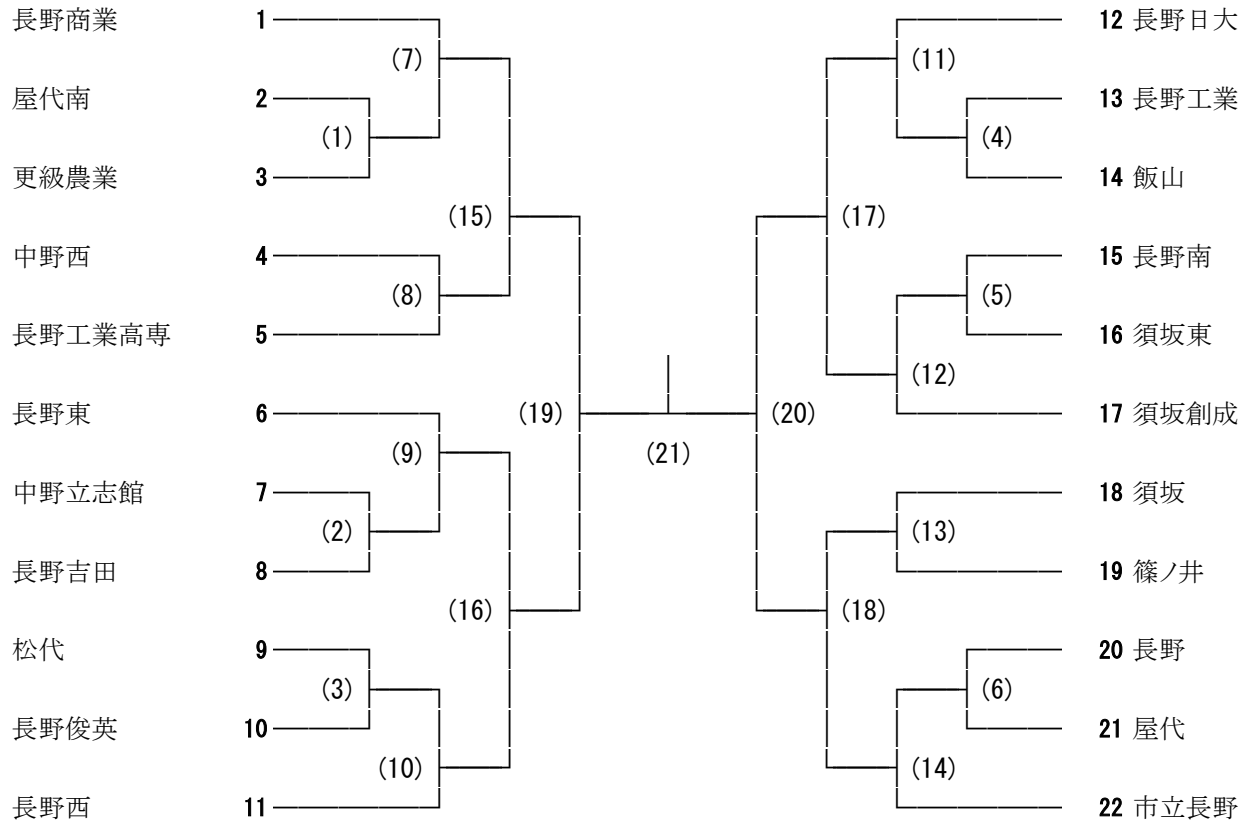 長野商業 1
(7)
屋代南 2
(1)
更級農業 3
(15)
中野西 4
(8)
長野工業高専 5
(19)
長野東 6
(9)
中野立志館 7
(2)
長野吉田 8
(16)
松代 9
(3)
長野俊英 10
(10)
長野西 11
(21)
12 長野日大
(11)
13 長野工業
(4)
14 飯山
(17)
15 長野南
(5)
16 須坂東
(12)
17 須坂創成
(20)
18 須坂
(13)
19 篠ノ井
(18)
20 長野
(6)
21 屋代
(14)
22 市立長野